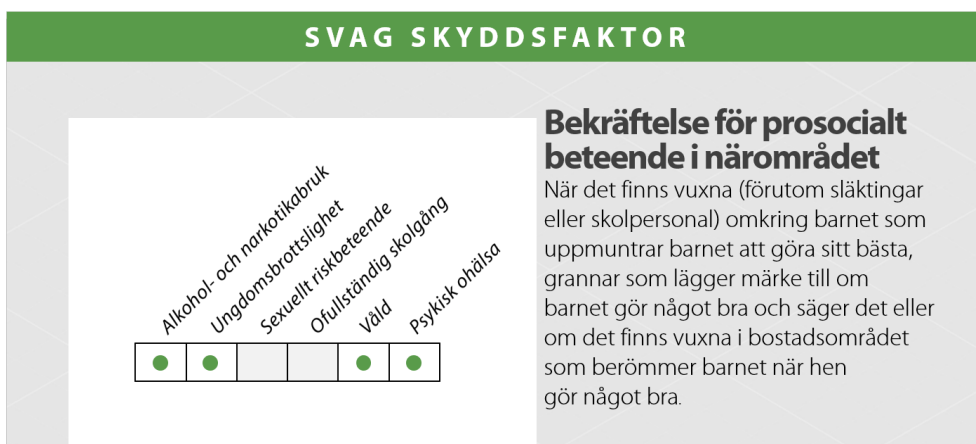 SVAG SKYDDSFAKTOR
Alkohol- och narkotikabruk
Ungdomsbrottslighet
Sexuellt riskbeteende
Ofullständig skolgång
Våld
Psykisk ohälsa
Bekräftelse för prosocialt
beteende i närområdet
När det finns vuxna (förutom släktingar
eller skolpersonal) omkring barnet som
uppmuntrar barnet att göra sitt bästa,
grannar som lägger märke till om
barnet gör något bra och säger det eller
om det finns vuxna i bostadsområdet
som berömmer barnet när hen
gör något bra.